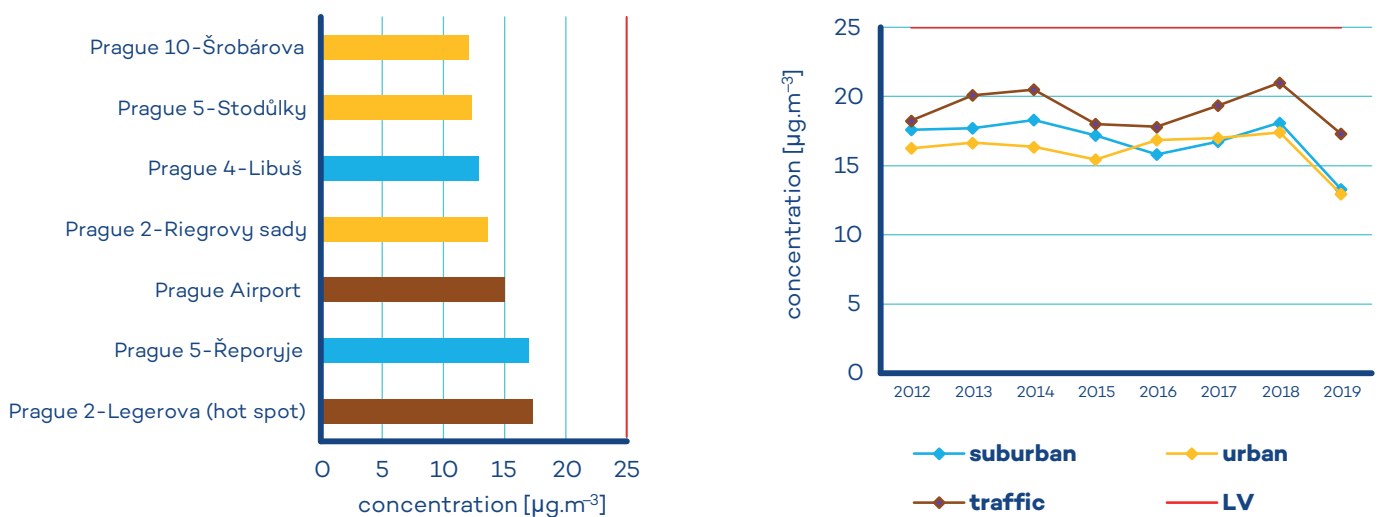 Prague 10-Šrobárova
Prague 5-Stodůlky
Prague 4-Libuš
Prague 2-Riegrovy sady
Prague Airport
Prague 5-Řeporyje
Prague 2-Legerova (hot spot)
0 5 10 15 20 25
concentration [µg.m⁻³]
concentration [µg.m⁻³]
25
20
15
10
5
0
2012 2013 2014 2015 2016 2017 2018 2019
suburban urban
traffic LV